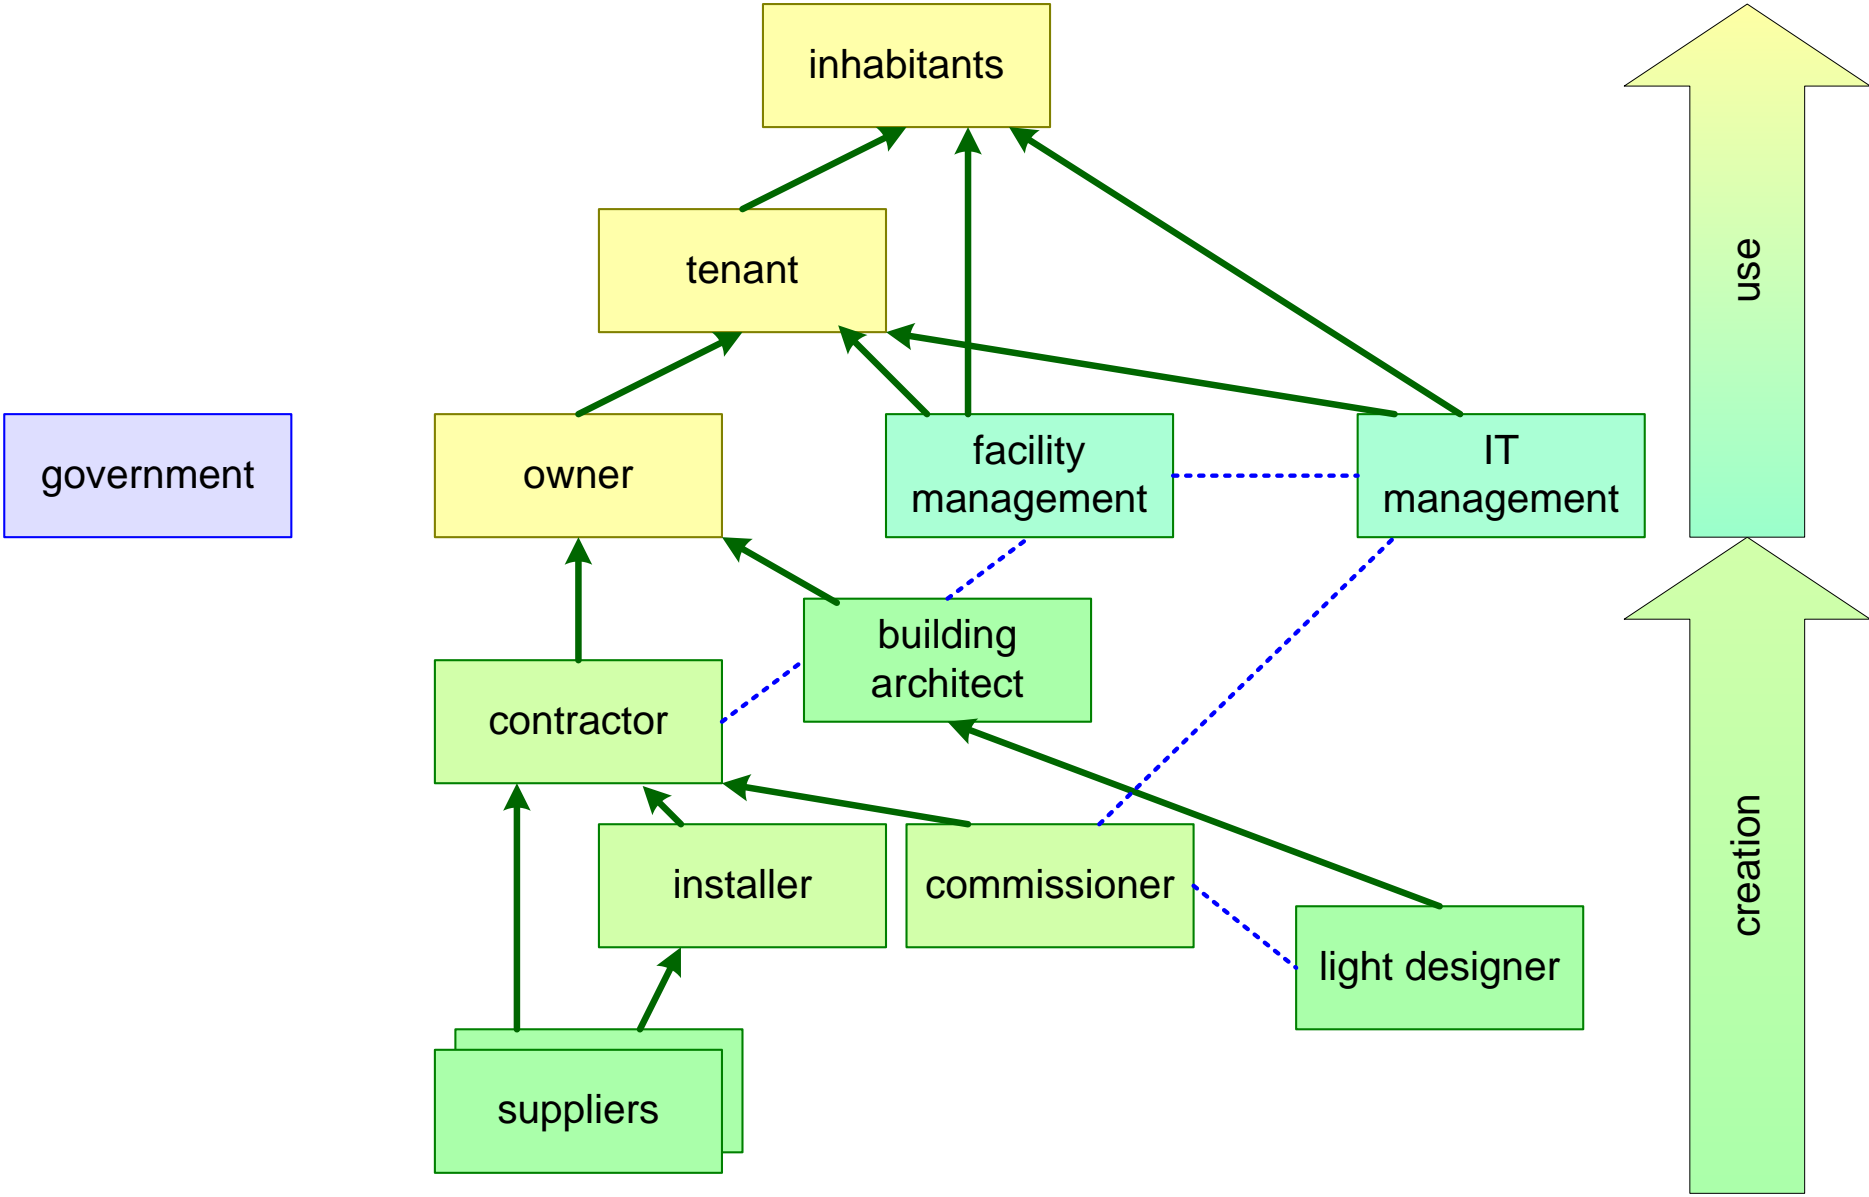 inhabitants
tenant
use
government
owner
facility
management
IT
management
building
architect
contractor
installer
commissioner
creation
light designer
suppliers